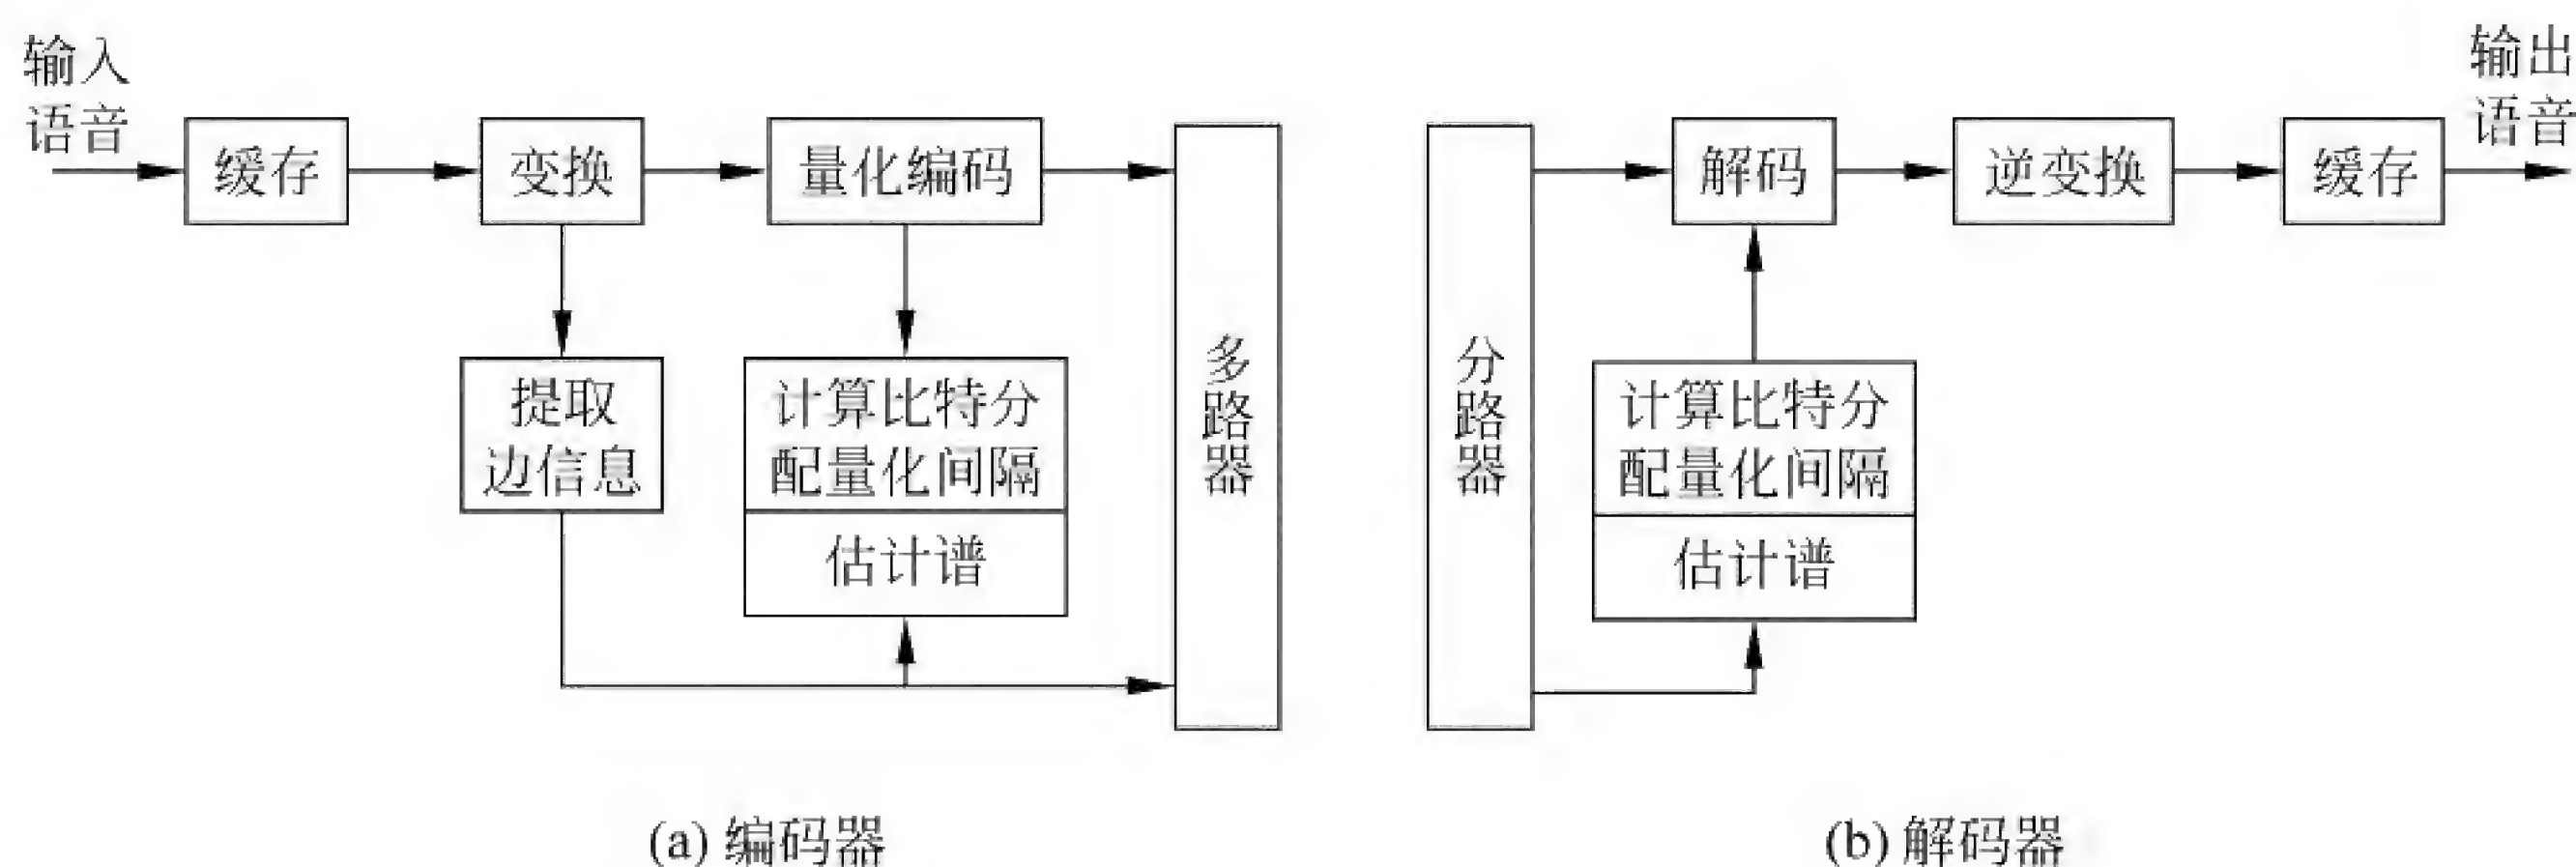 输入
语音
缓存
变换
量化编码
提取
边信息
计算比特分
配量化间隔
估计谱
多
路
器
(a) 编码器
分
路
器
解码
逆变换
缓存
输出
语音
计算比特分
配量化间隔
估计谱
(b) 解码器